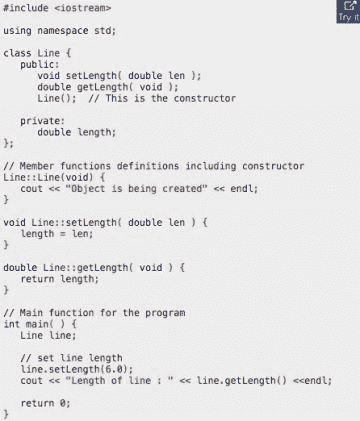 Try it
#include <iostream>
using namespace std;
class Line {
public:
void setLength( double len );
double getLength( void );
Line();  // This is the constructor
private:
double length;
};
// Member functions definitions including constructor
Line::Line(void) {
cout << "Object is being created" << endl;
}
void Line::setLength( double len ) {
length = len;
}
double Line::getLength( void ) {
return length;
}
// Main function for the program
int main( ) {
Line line;
// set line length
line.setLength(6.0);
cout << "Length of line : " << line.getLength() <<endl;
return 0;
}